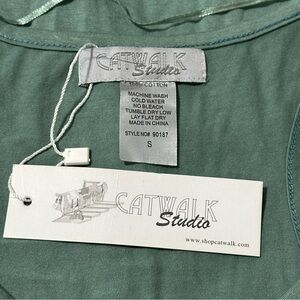 CATWALK
Studio
100% COTTON
MACHINE WASH
COLD WATER
NO BLEACH
TUMBLE DRY LOW
LAY FLAT DRY
MADE IN CHINA
STYLE NO# 90187
S
CATWALK
Studio
www.shopcatwalk.com